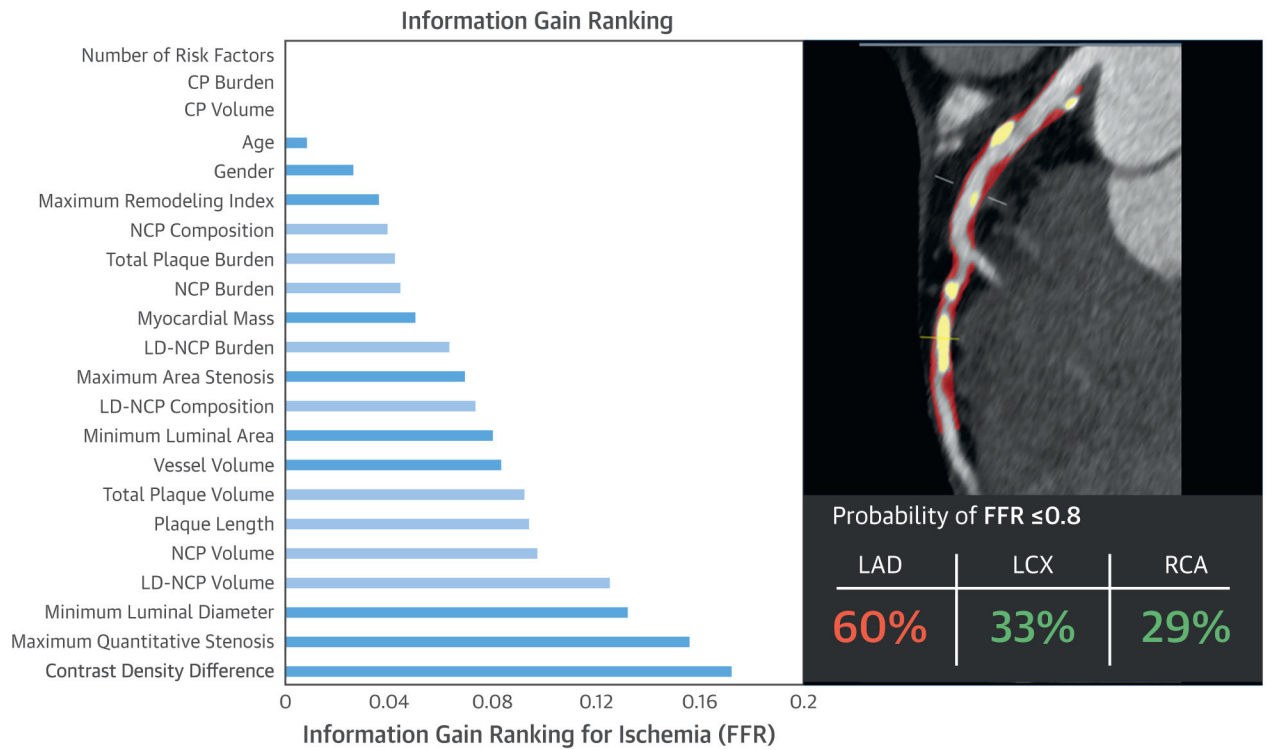 Information Gain Ranking
Number of Risk Factors
CP Burden
CP Volume
Age
Gender
Maximum Remodeling Index
NCP Composition
Total Plaque Burden
NCP Burden
Myocardial Mass
LD-NCP Burden
Maximum Area Stenosis
LD-NCP Composition
Minimum Luminal Area
Vessel Volume
Total Plaque Volume
Plaque Length
NCP Volume
LD-NCP Volume
Minimum Luminal Diameter
Maximum Quantitative Stenosis
Contrast Density Difference
0 0.04 0.08 0.12 0.16 0.2
Information Gain Ranking for Ischemia (FFR)
Probability of FFR ≤0.8
LAD LCX RCA
60% 33% 29%